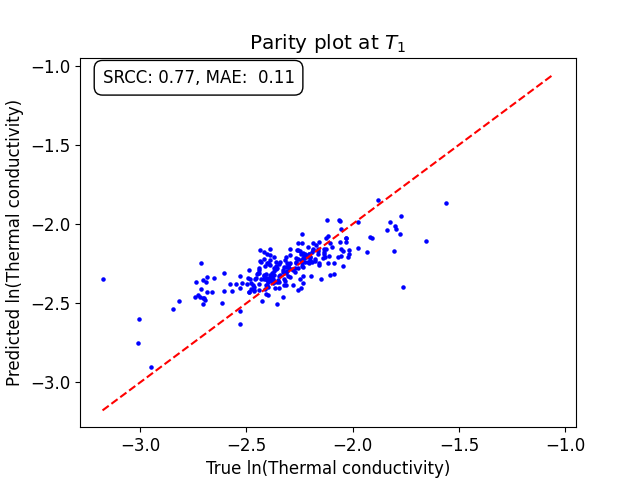 Parity plot at T₁
SRCC: 0.77, MAE:  0.11
Predicted ln(Thermal conductivity)
−1.0
−1.5
−2.0
−2.5
−3.0
−3.0 −2.5 −2.0 −1.5 −1.0
True ln(Thermal conductivity)